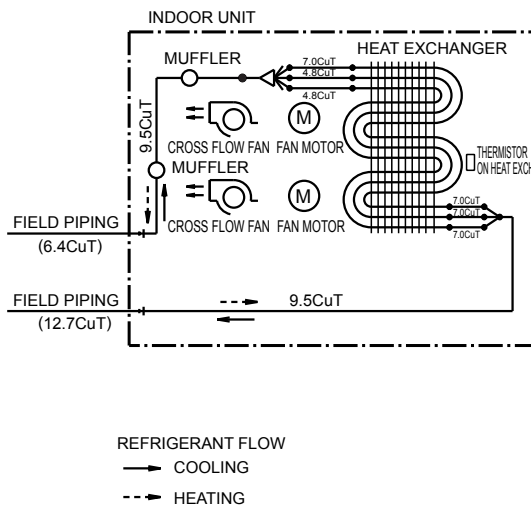 INDOOR UNIT
MUFFLER
HEAT EXCHANGER
7.0CuT
4.8CuT
4.8CuT
9.5CuT
M
CROSS FLOW FAN
FAN MOTOR
MUFFLER
THERMISTOR
ON HEAT EXCH
M
CROSS FLOW FAN
FAN MOTOR
7.0CuT
7.0CuT
7.0CuT
FIELD PIPING
(6.4CuT)
FIELD PIPING
(12.7CuT)
9.5CuT
REFRIGERANT FLOW
COOLING
HEATING